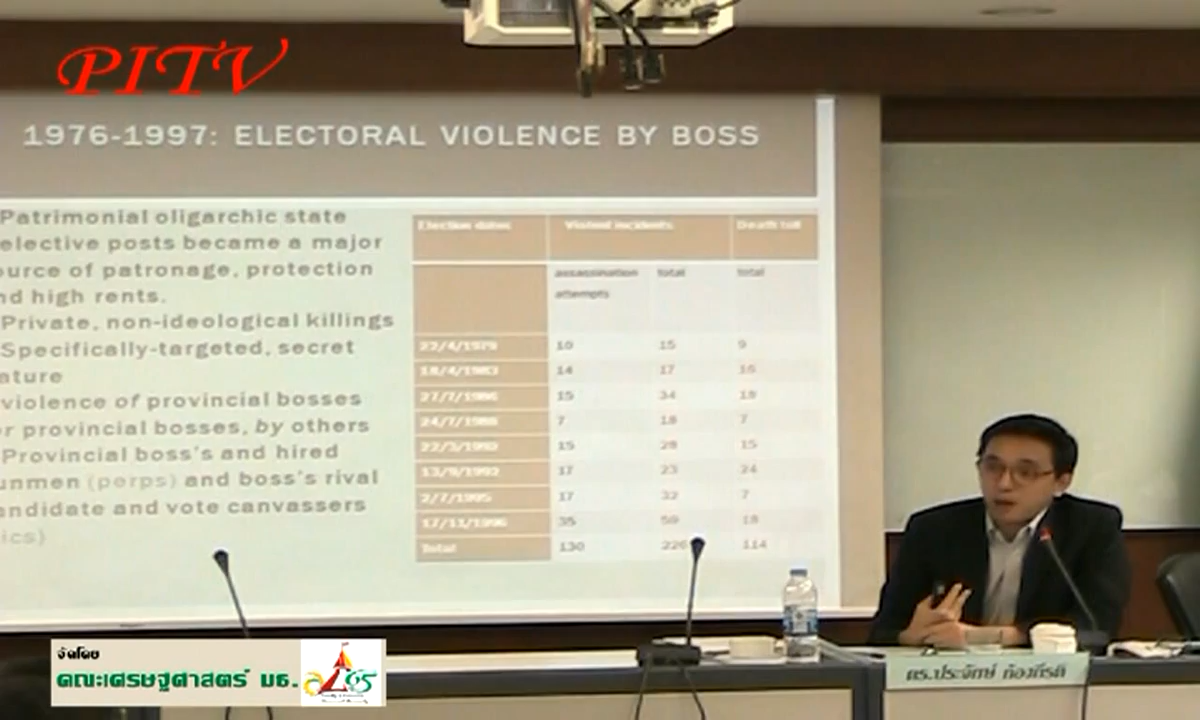 PITV
1976-1997: ELECTORAL VIOLENCE BY BOSS
Patrimonial oligarchic state
elective posts became a major
ource of patronage, protection
nd high rents.
Private, non-ideological killings
Specifically-targeted, secret
ature
violence of provincial bosses
or provincial bosses, by others
Provincial boss's and hired
unmen (perps) and boss's rival
andidate and vote canvassers
ics)
Election dates Violent incidents Death toll
assassination total total
attempts
22/4/1979 10 15 9
18/4/1983 14 17 16
27/7/1986 15 34 19
24/7/1988 7 18 7
22/3/1992 15 28 15
13/9/1992 17 23 24
2/7/1995 17 32 7
17/11/1996 35 59 18
Total 130 226 114
จัดโดย
คณะเศรษฐศาสตร์ มธ.
ดร.ประจักษ์ ก้องกีรติ